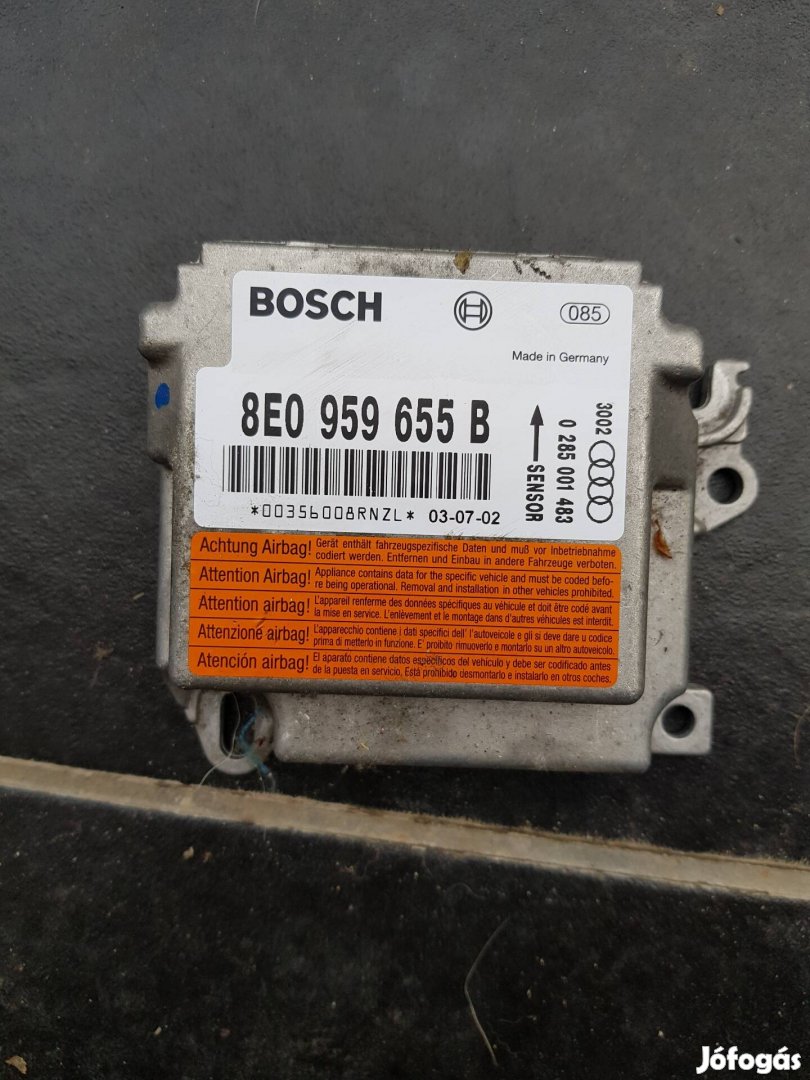 BOSCH
085
Made in Germany
8E0 959 655 B
*00356008RNZL* 03-07-02
SENSOR
0 285 001 483
3002
Achtung Airbag! Gerät enthält fahrzeugspezifische Daten und muß vor Inbetriebnahme
codiert werden. Entfernen und Einbau in andere Fahrzeuge verboten.
Attention Airbag! Appliance contains data for the specific vehicle and must be coded befo-
re being operational. Removal and installation in other vehicles prohibited.
Attention airbag! L'appareil renferme des données spécifiques au véhicule et doit être codé avant
la mise en service. L'enlèvement et le montage dans d'autres véhicules est interdit.
Attenzione airbag! L'apparecchio contiene i dati specifici dell' l'autoveicolo e gli si deve dare u codice
prima di metterlo in funzione. E' proibito rimuoverlo e montarlo su un altro autoveicolo.
Atención airbag! El aparato contiene datos específicos del vehículo y debe ser codificado antes
de la puesta en servicio. Está prohibido desmontarlo e instalarlo en otros coches.
Jófogás